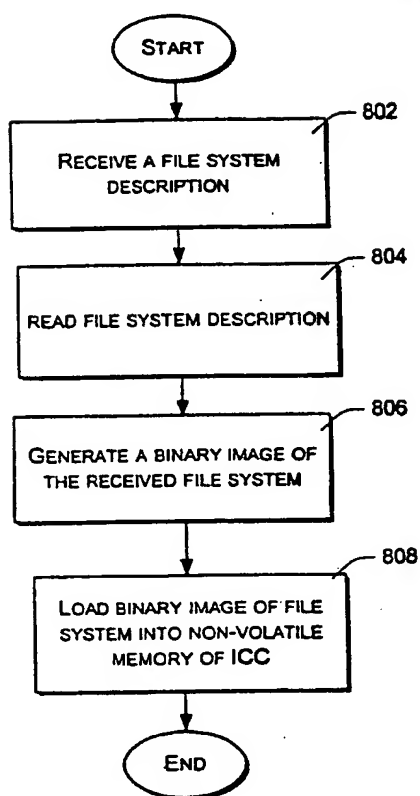 START
802
RECEIVE A FILE SYSTEM
DESCRIPTION
804
READ FILE SYSTEM DESCRIPTION
806
GENERATE A BINARY IMAGE OF
THE RECEIVED FILE SYSTEM
808
LOAD BINARY IMAGE OF FILE
SYSTEM INTO NON-VOLATILE
MEMORY OF ICC
END